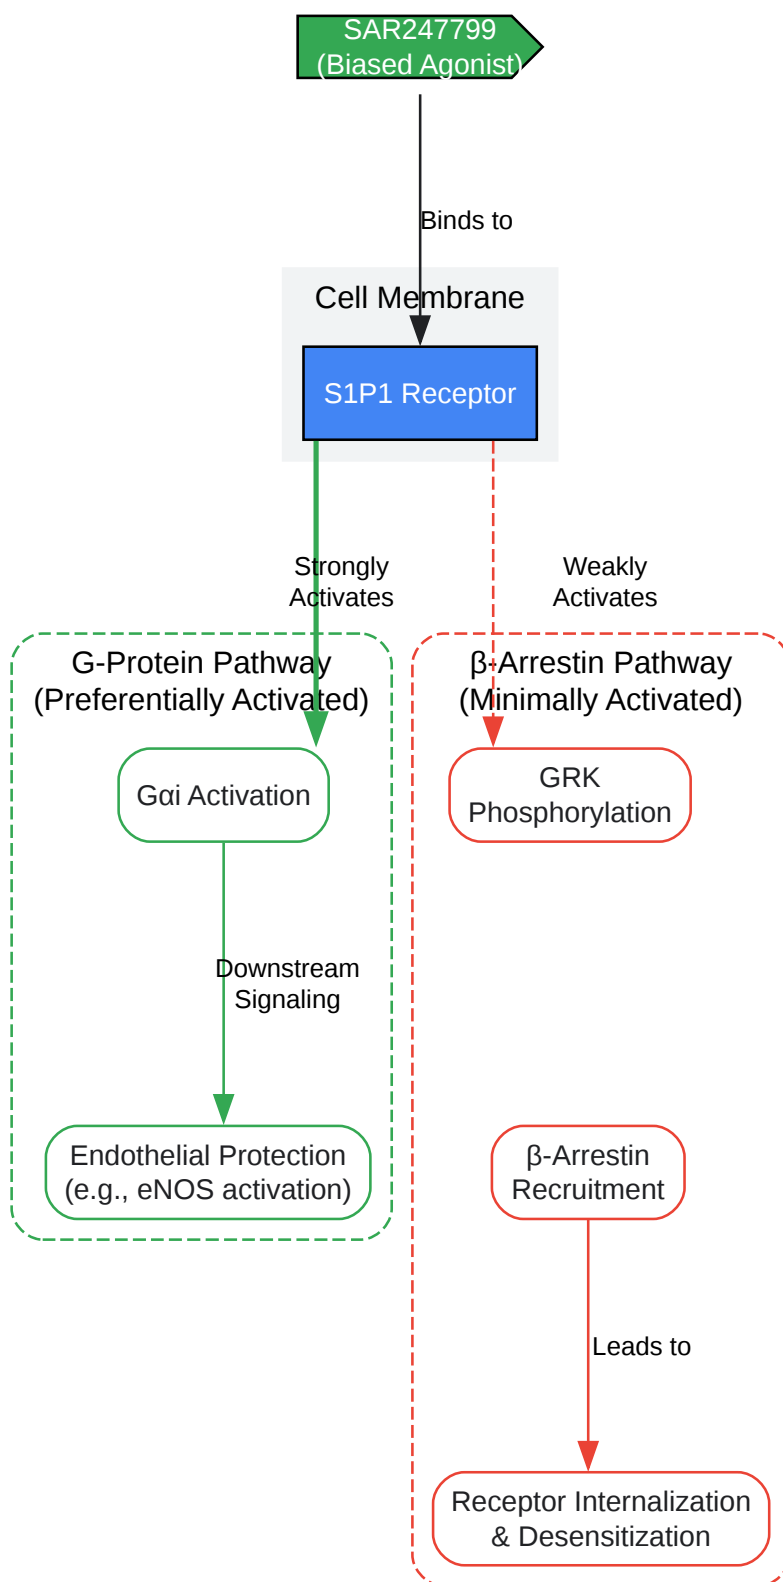 SAR247799
(Biased Agonist)
Binds to
Cell Membrane
S1P1 Receptor
Strongly
Activates
Weakly
Activates
G-Protein Pathway
(Preferentially Activated)
Gαi Activation
Downstream
Signaling
Endothelial Protection
(e.g., eNOS activation)
β-Arrestin Pathway
(Minimally Activated)
GRK
Phosphorylation
β-Arrestin
Recruitment
Leads to
Receptor Internalization
& Desensitization